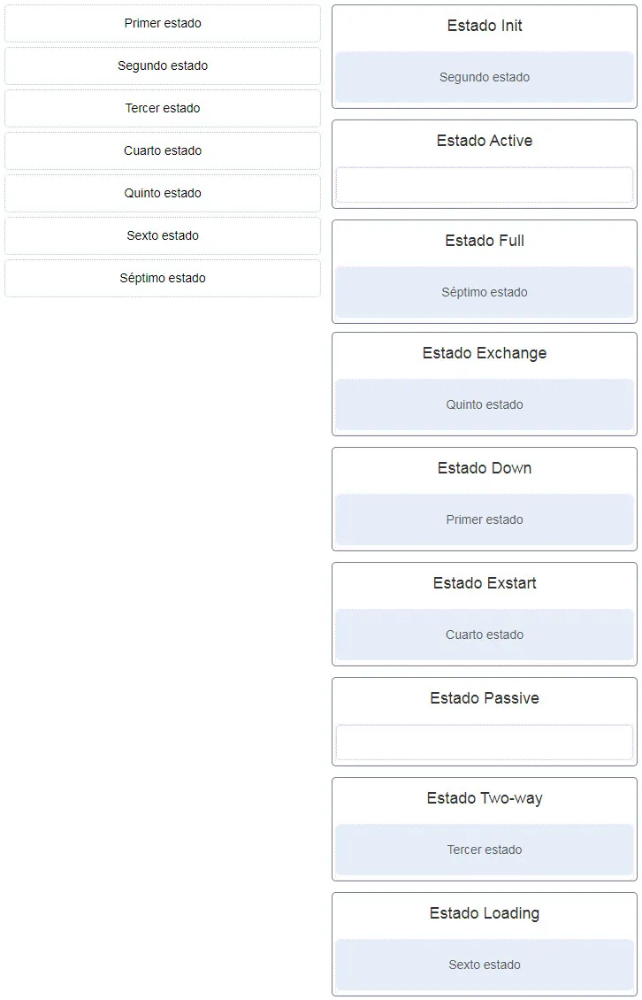 Primer estado
Segundo estado
Tercer estado
Cuarto estado
Quinto estado
Sexto estado
Séptimo estado
Estado Init
Segundo estado
Estado Active
Estado Full
Séptimo estado
Estado Exchange
Quinto estado
Estado Down
Primer estado
Estado Exstart
Cuarto estado
Estado Passive
Estado Two-way
Tercer estado
Estado Loading
Sexto estado